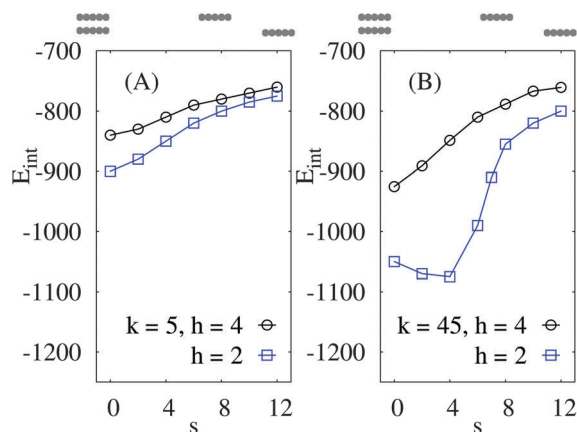 -700
-800
-900
-1000
-1100
-1200
E_int
(A)
k = 5, h = 4
h = 2
0 4 8 12
s
-700
-800
-900
-1000
-1100
-1200
E_int
(B)
k = 45, h = 4
h = 2
0 4 8 12
s